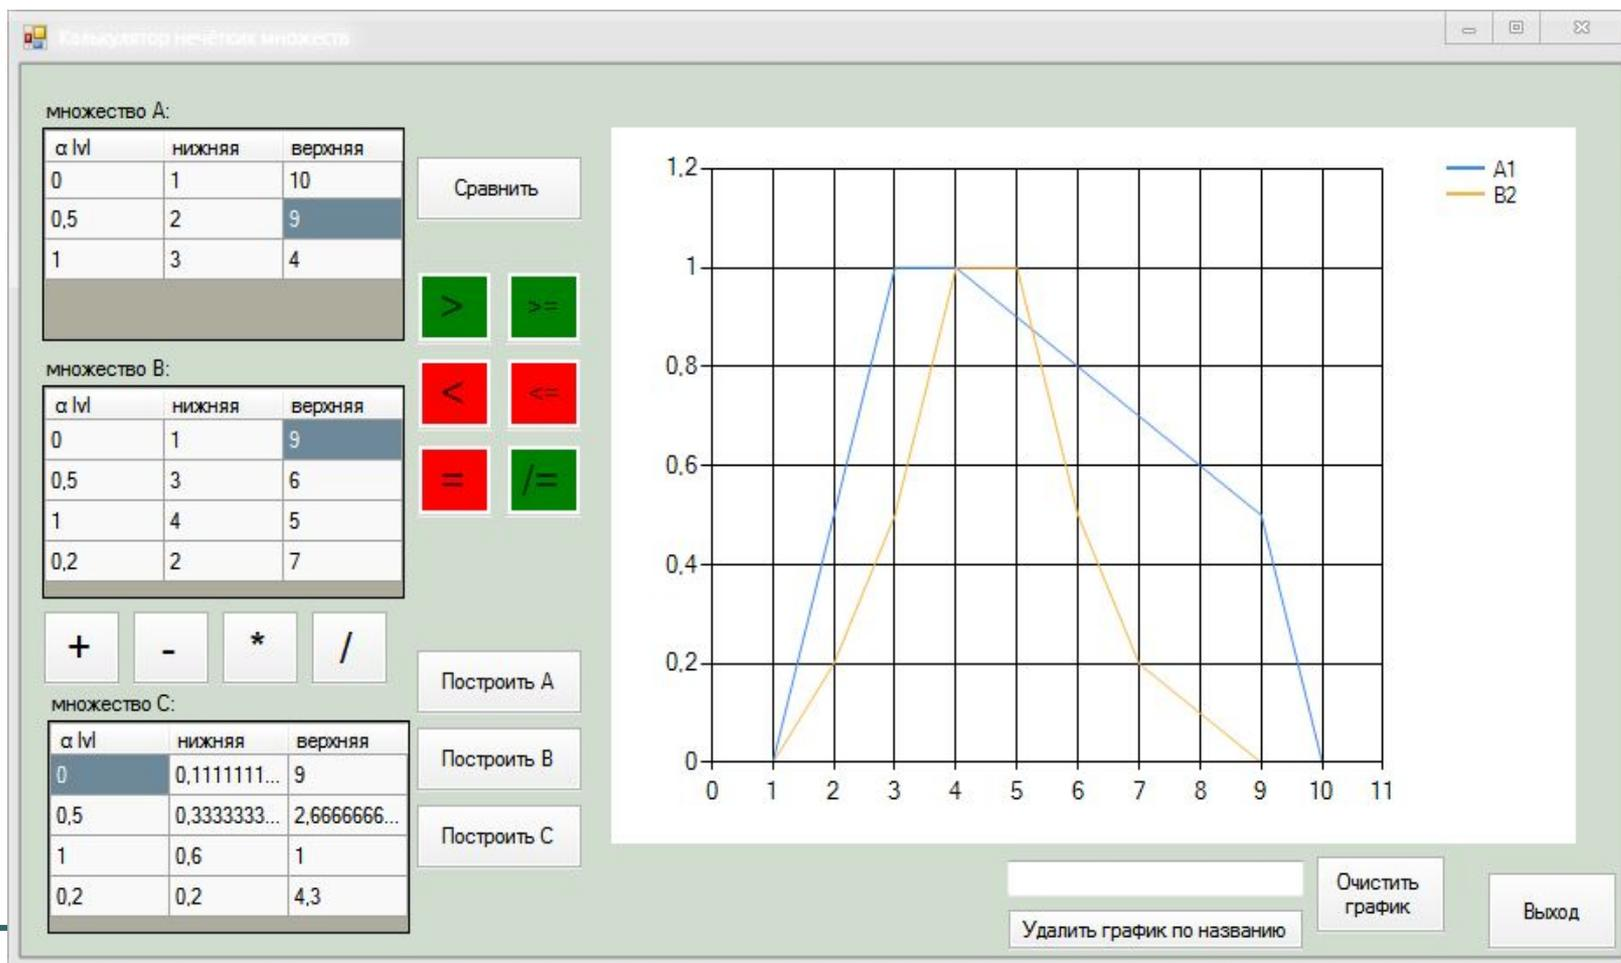 Калькулятор нечётких множеств
множество A:
α lvl нижняя верхняя
0 1 10
0,5 2 9
1 3 4
множество B:
α lvl нижняя верхняя
0 1 9
0,5 3 6
1 4 5
0,2 2 7
+ - * /
множество C:
α lvl нижняя верхняя
0 0,1111111... 9
0,5 0,3333333... 2,6666666...
1 0,6 1
0,2 0,2 4,3
Сравнить
> >=
< <=
= /=
Построить A
Построить B
Построить C
1,2
1
0,8
0,6
0,4
0,2
0
0 1 2 3 4 5 6 7 8 9 10 11
A1
B2
Удалить график по названию
Очистить
график
Выход